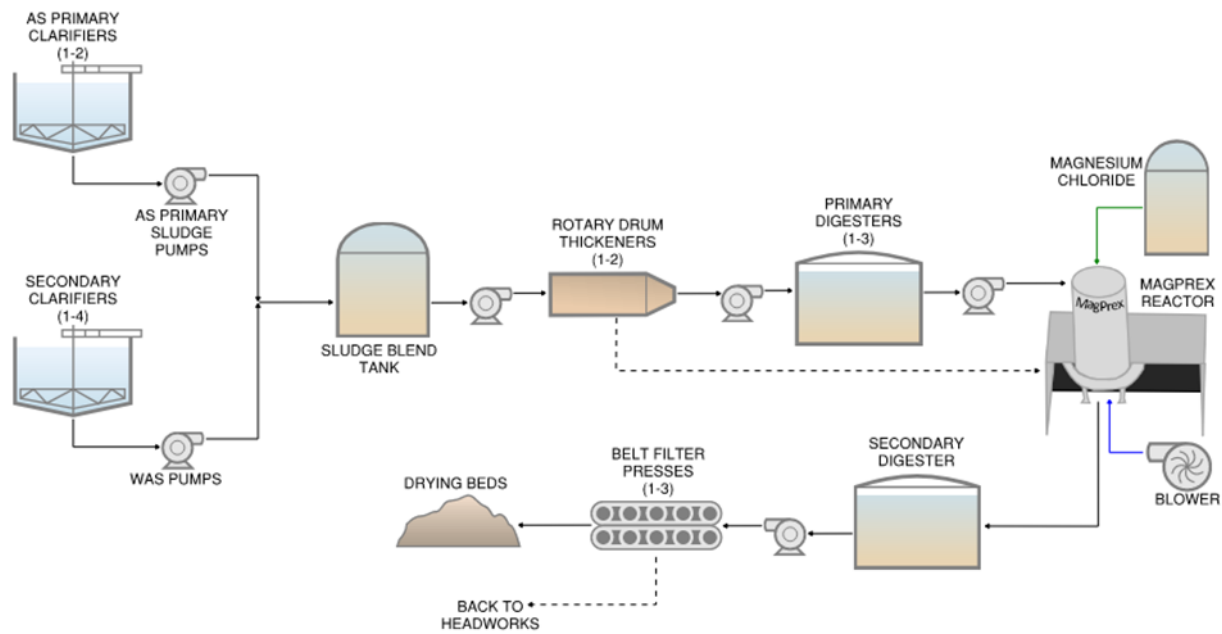 AS PRIMARY
CLARIFIERS
(1-2)
AS PRIMARY
SLUDGE
PUMPS
SECONDARY
CLARIFIERS
(1-4)
WAS PUMPS
SLUDGE BLEND
TANK
ROTARY DRUM
THICKENERS
(1-2)
PRIMARY
DIGESTERS
(1-3)
MAGNESIUM
CHLORIDE
MAGPREX
REACTOR
MagPrex
BLOWER
SECONDARY
DIGESTER
BELT FILTER
PRESSES
(1-3)
DRYING BEDS
BACK TO
HEADWORKS